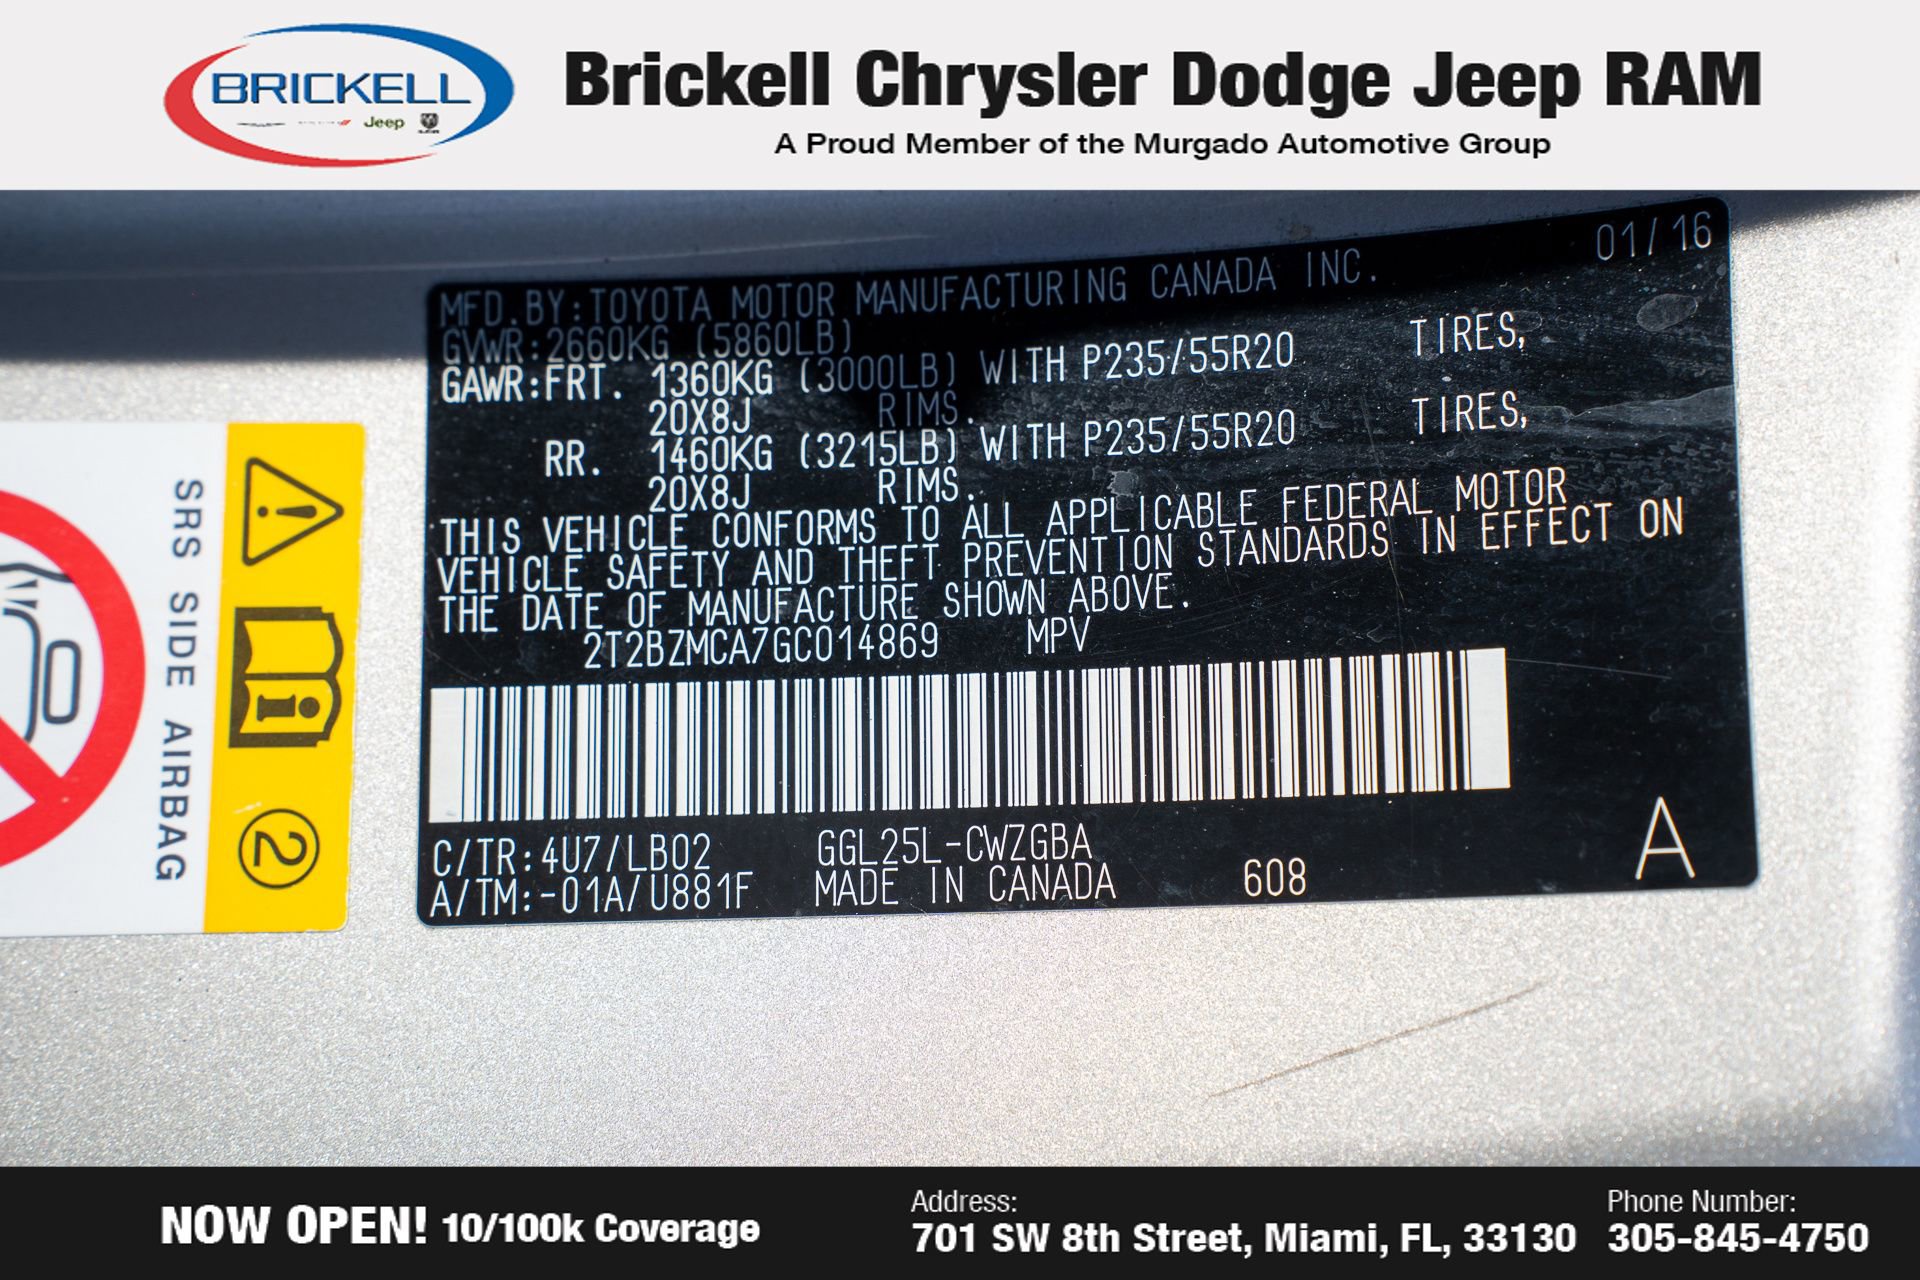 BRICKELL
Jeep
Brickell Chrysler Dodge Jeep RAM
A Proud Member of the Murgado Automotive Group
01/16
MFD.BY:TOYOTA MOTOR MANUFACTURING CANADA INC.
GVWR:2660KG (5860LB)
GAWR:FRT. 1360KG (3000LB) WITH P235/55R20 TIRES,
20X8J RIMS.
RR. 1460KG (3215LB) WITH P235/55R20 TIRES,
20X8J RIMS.
THIS VEHICLE CONFORMS TO ALL APPLICABLE FEDERAL MOTOR
VEHICLE SAFETY AND THEFT PREVENTION STANDARDS IN EFFECT ON
THE DATE OF MANUFACTURE SHOWN ABOVE.
2T2BZMCA7GC014869 MPV
C/TR:4U7/LB02 GGL25L-CWZGBA
A/TM:-01A/U881F MADE IN CANADA 608
A
SRS SIDE AIRBAG
2
NOW OPEN! 10/100k Coverage
Address:
701 SW 8th Street, Miami, FL, 33130
Phone Number:
305-845-4750